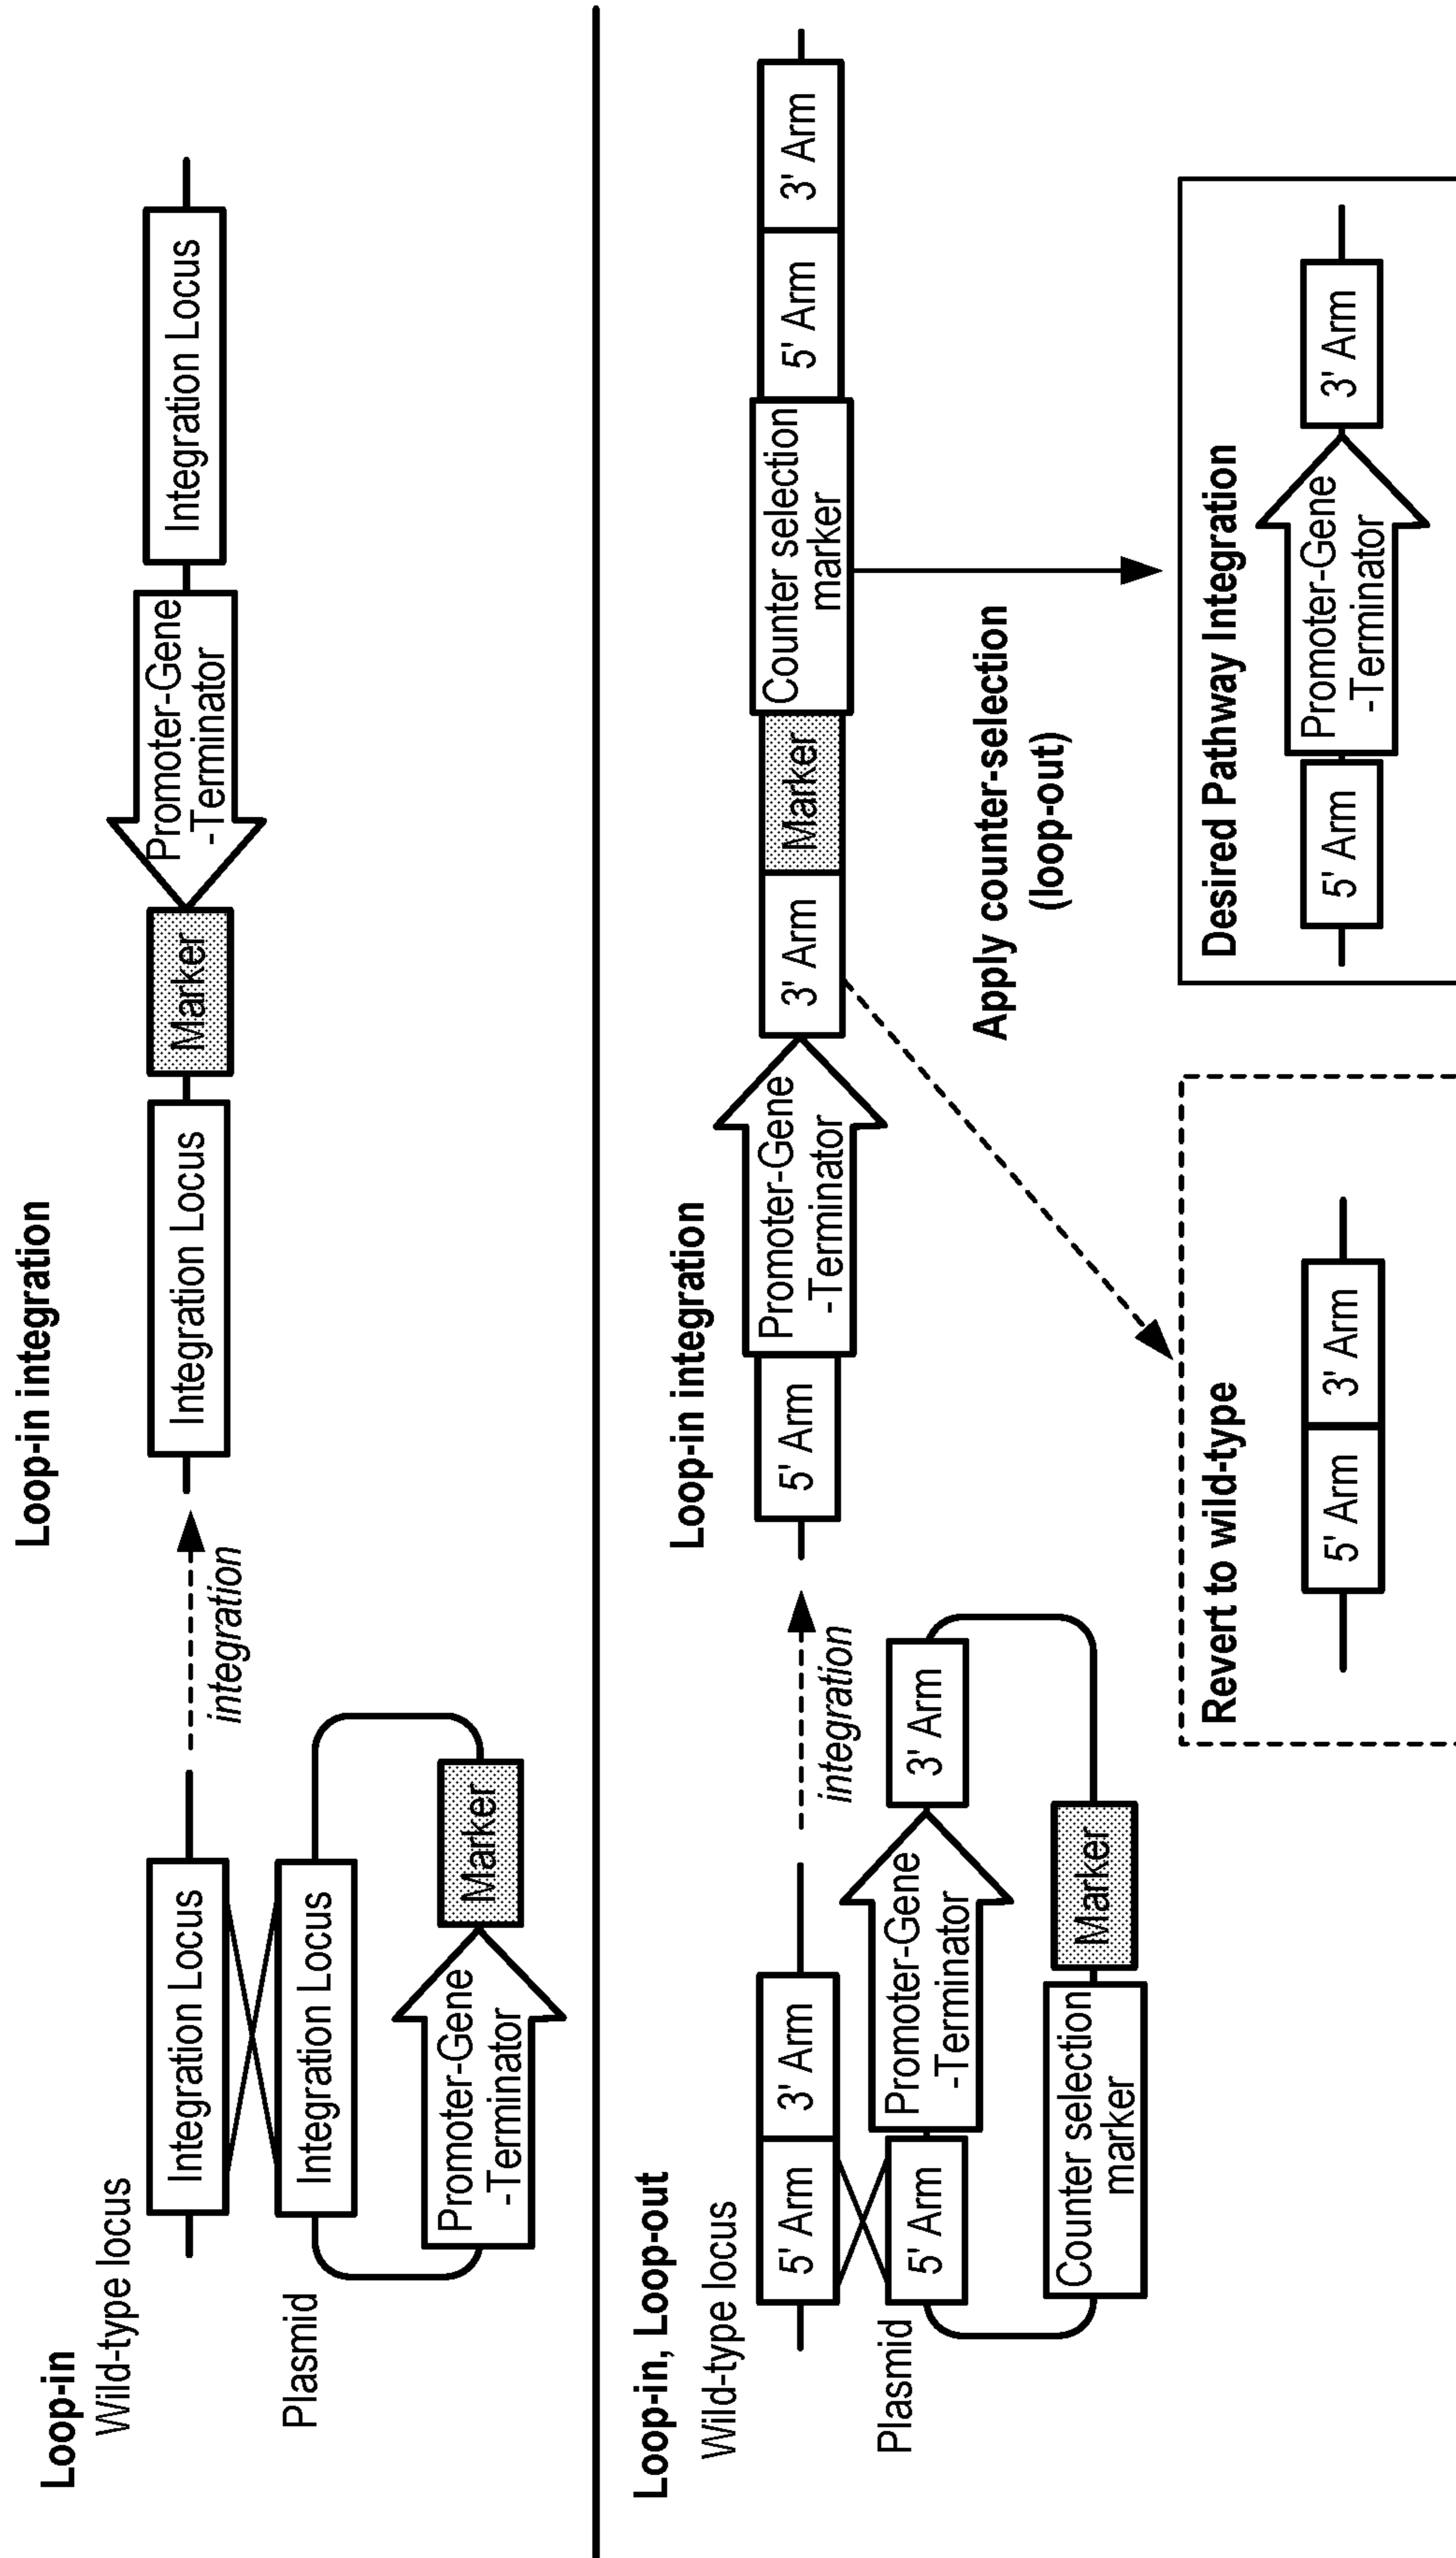 Loop-in
Wild-type locus
Integration Locus
Plasmid
Integration Locus
Promoter-Gene
-Terminator
Marker
integration
Loop-in integration
Integration Locus
Marker
Promoter-Gene
-Terminator
Integration Locus
Loop-in, Loop-out
Wild-type locus
5' Arm
3' Arm
Plasmid
5' Arm
Promoter-Gene
-Terminator
3' Arm
Counter selection
marker
Marker
integration
Loop-in integration
5' Arm
Promoter-Gene
-Terminator
3' Arm
Marker
Counter selection
marker
5' Arm
3' Arm
Apply counter-selection
(loop-out)
Revert to wild-type
5' Arm
3' Arm
Desired Pathway Integration
5' Arm
Promoter-Gene
-Terminator
3' Arm